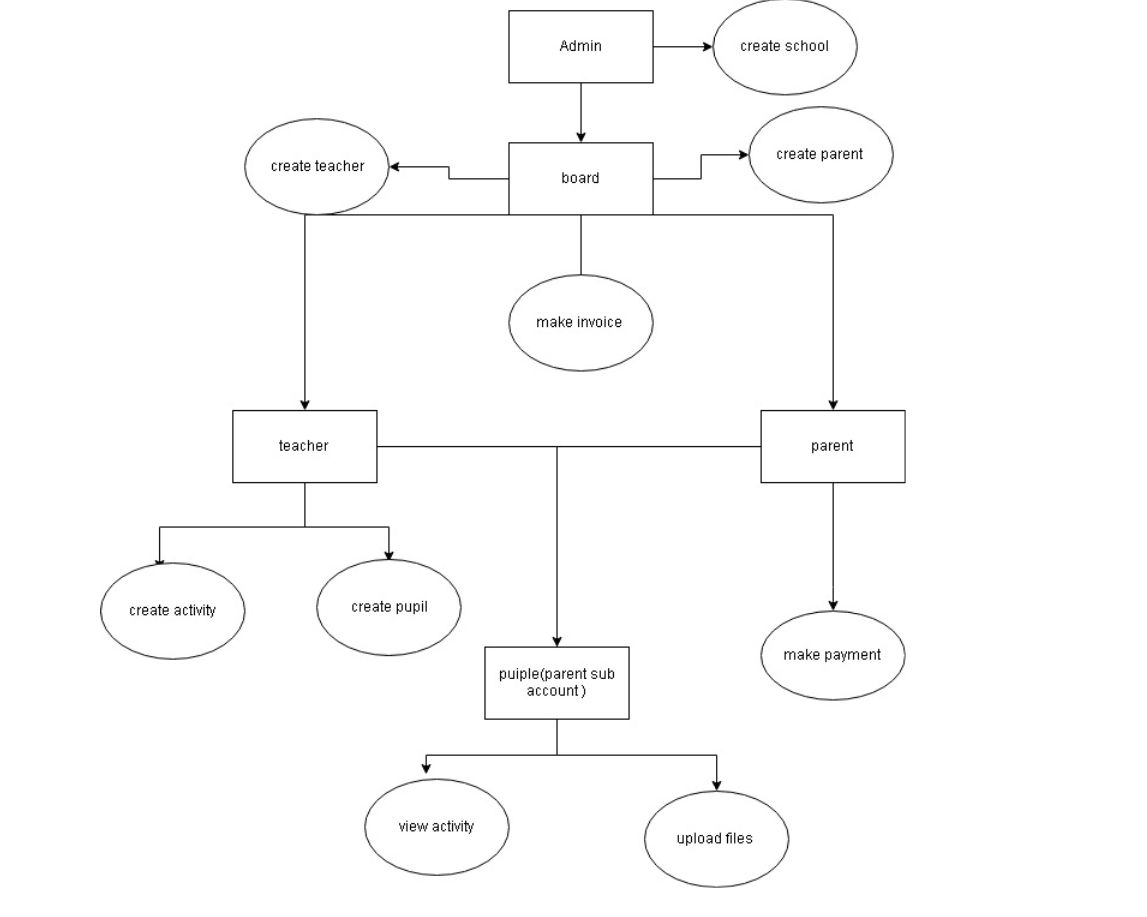 Admin
create school
create teacher
board
create parent
make invoice
teacher
parent
create activity
create pupil
puiple(parent sub
account)
make payment
view activity
upload files